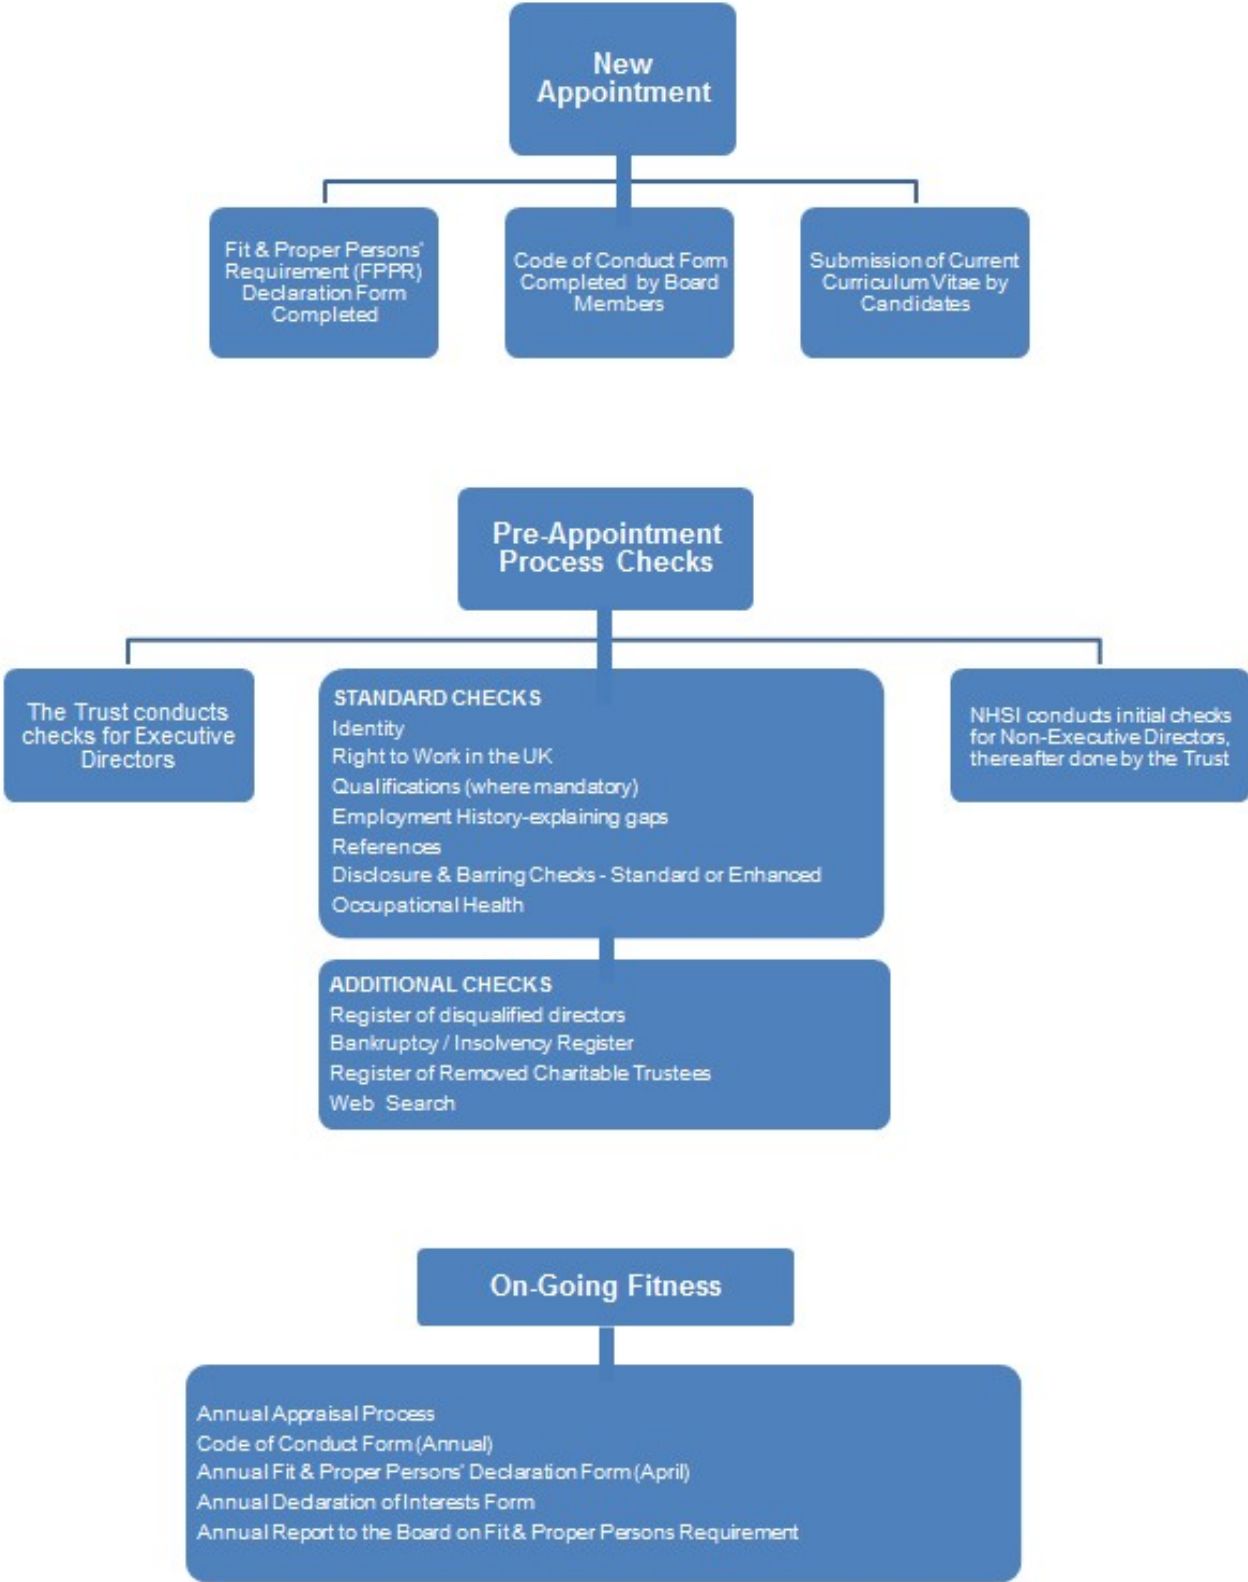 New
Appointment
Fit & Proper Persons'
Requirement (FPPR)
Declaration Form
Completed
Code of Conduct Form
Completed by Board
Members
Submission of Current
Curriculum Vitae by
Candidates
Pre-Appointment
Process Checks
The Trust conducts
checks for Executive
Directors
STANDARD CHECKS
Identity
Right to Work in the UK
Qualifications (where mandatory)
Employment History-explaining gaps
References
Disclosure & Barring Checks - Standard or Enhanced
Occupational Health
NHSI conducts initial checks
for Non-Executive Directors,
thereafter done by the Trust
ADDITIONAL CHECKS
Register of disqualified directors
Bankruptcy / Insolvency Register
Register of Removed Charitable Trustees
Web Search
On-Going Fitness
Annual Appraisal Process
Code of Conduct Form (Annual)
Annual Fit & Proper Persons' Declaration Form (April)
Annual Declaration of Interests Form
Annual Report to the Board on Fit & Proper Persons Requirement